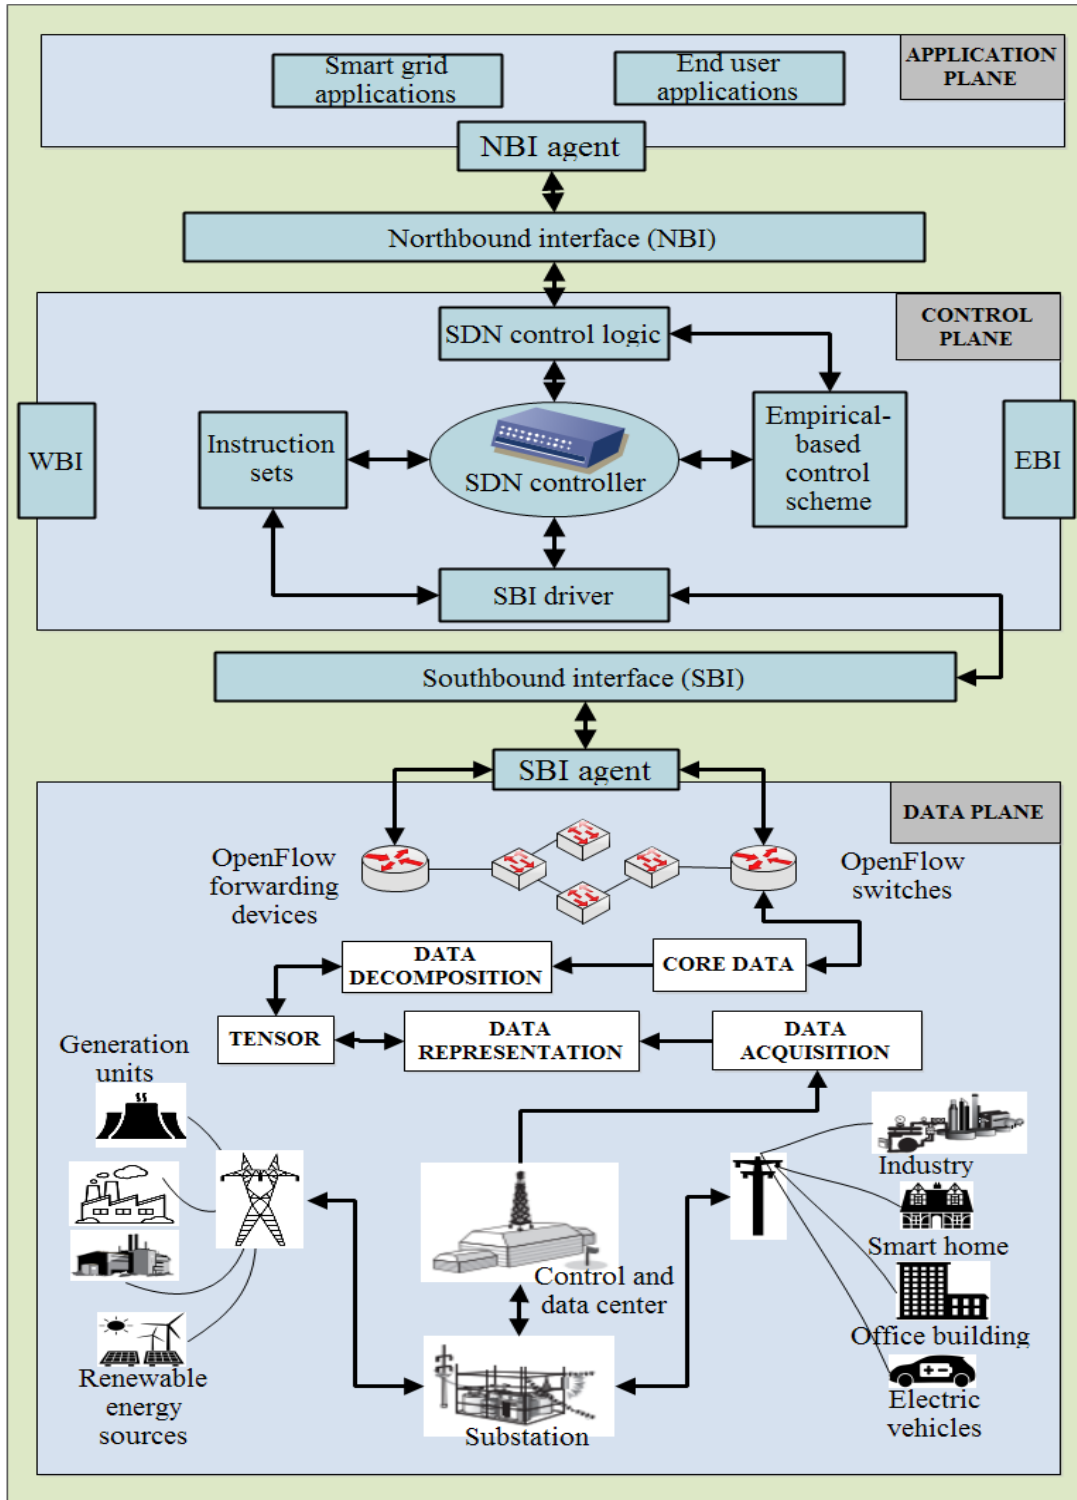 APPLICATION
PLANE
Smart grid
applications
End user
applications
NBI agent
Northbound interface (NBI)
CONTROL
PLANE
SDN control logic
WBI
Instruction
sets
SDN controller
Empirical-
based
control
scheme
EBI
SBI driver
Southbound interface (SBI)
SBI agent
DATA PLANE
OpenFlow
forwarding
devices
OpenFlow
switches
DATA
DECOMPOSITION
CORE DATA
TENSOR
DATA
REPRESENTATION
DATA
ACQUISITION
Generation
units
Industry
Smart home
Control and
data center
Office building
Renewable
energy
sources
Substation
Electric
vehicles